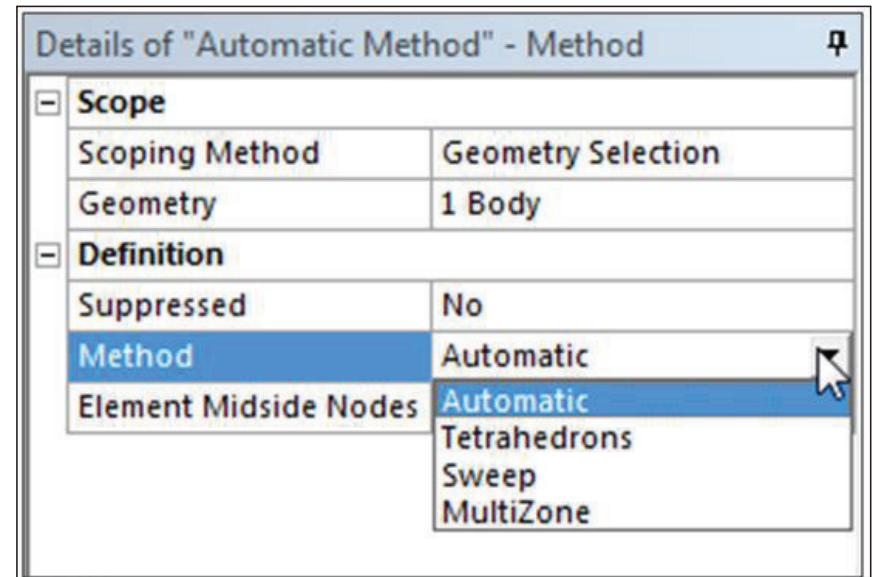 Details of "Automatic Method" - Method
Scope
Scoping Method Geometry Selection
Geometry 1 Body
Definition
Suppressed No
Method Automatic
Element Midside Nodes Automatic
Tetrahedrons
Sweep
MultiZone